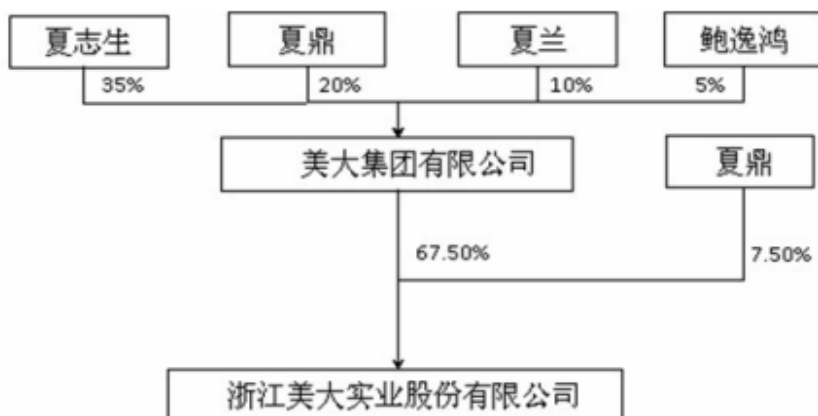 夏志生
夏鼎
夏兰
鲍逸鸿
35%
20%
10%
5%
美大集团有限公司
夏鼎
67.50%
7.50%
浙江美大实业股份有限公司